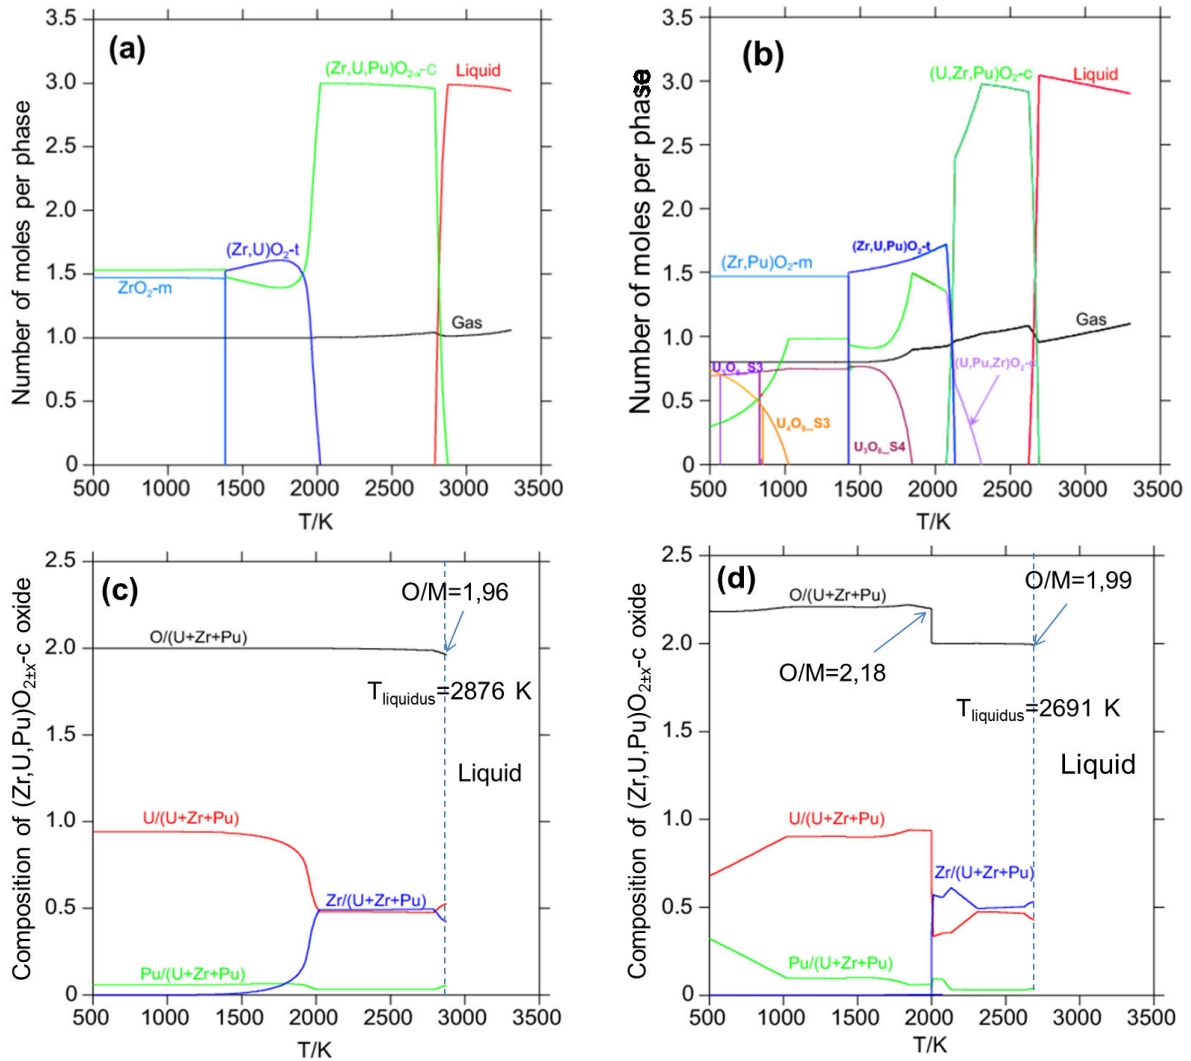 (a)
Number of moles per phase
3.5
3.0
2.5
2.0
1.5
1.0
0.5
0
(Zr,U,Pu)O2-x-c
Liquid
(Zr,U)O2-t
ZrO2-m
Gas
500 1000 1500 2000 2500 3000 3500
T/K
(b)
Number of moles per phase
3.5
3.0
2.5
2.0
1.5
1.0
0.5
0
(U,Zr,Pu)O2-c
Liquid
(Zr,U,Pu)O2-t
(Zr,Pu)O2-m
Gas
(U,Pu,Zr)O2-c
U3O8_S3
U4O9_S3
U3O8_S4
500 1000 1500 2000 2500 3000 3500
T/K
(c)
Composition of (Zr,U,Pu)O2±x-c oxide
2.5
2.0
1.5
1.0
0.5
0
O/M=1,96
O/(U+Zr+Pu)
Tliquidus=2876 K
Liquid
U/(U+Zr+Pu)
Zr/(U+Zr+Pu)
Pu/(U+Zr+Pu)
500 1000 1500 2000 2500 3000 3500
T/K
(d)
Composition of (Zr,U,Pu)O2±x-c oxide
2.5
2.0
1.5
1.0
0.5
0
O/M=1,99
O/(U+Zr+Pu)
O/M=2,18
Tliquidus=2691 K
Liquid
U/(U+Zr+Pu)
Zr/(U+Zr+Pu)
Pu/(U+Zr+Pu)
500 1000 1500 2000 2500 3000 3500
T/K